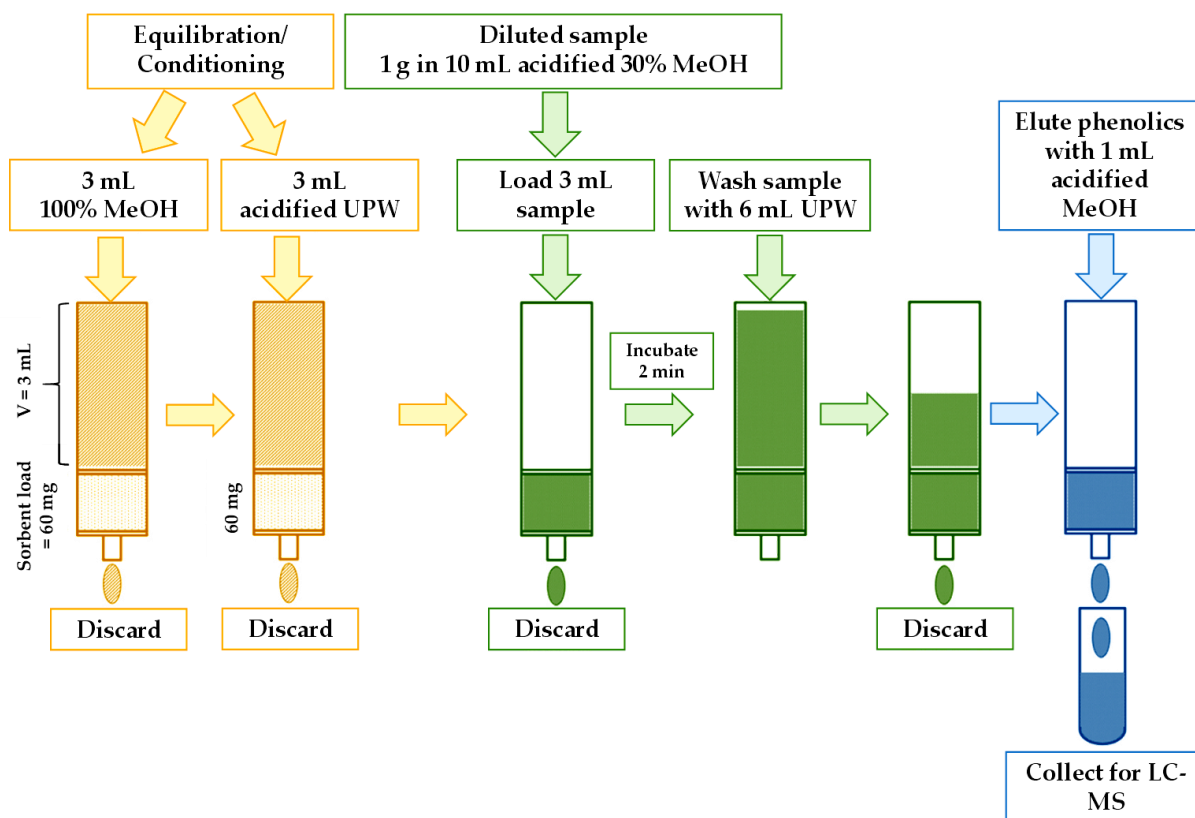 Equilibration/
Conditioning
Diluted sample
1 g in 10 mL acidified 30% MeOH
3 mL
100% MeOH
3 mL
acidified UPW
Load 3 mL
sample
Wash sample
with 6 mL UPW
Elute phenolics
with 1 mL
acidified
MeOH
V = 3 mL
Sorbent load
= 60 mg
60 mg
Incubate
2 min
Discard
Discard
Discard
Discard
Collect for LC-
MS